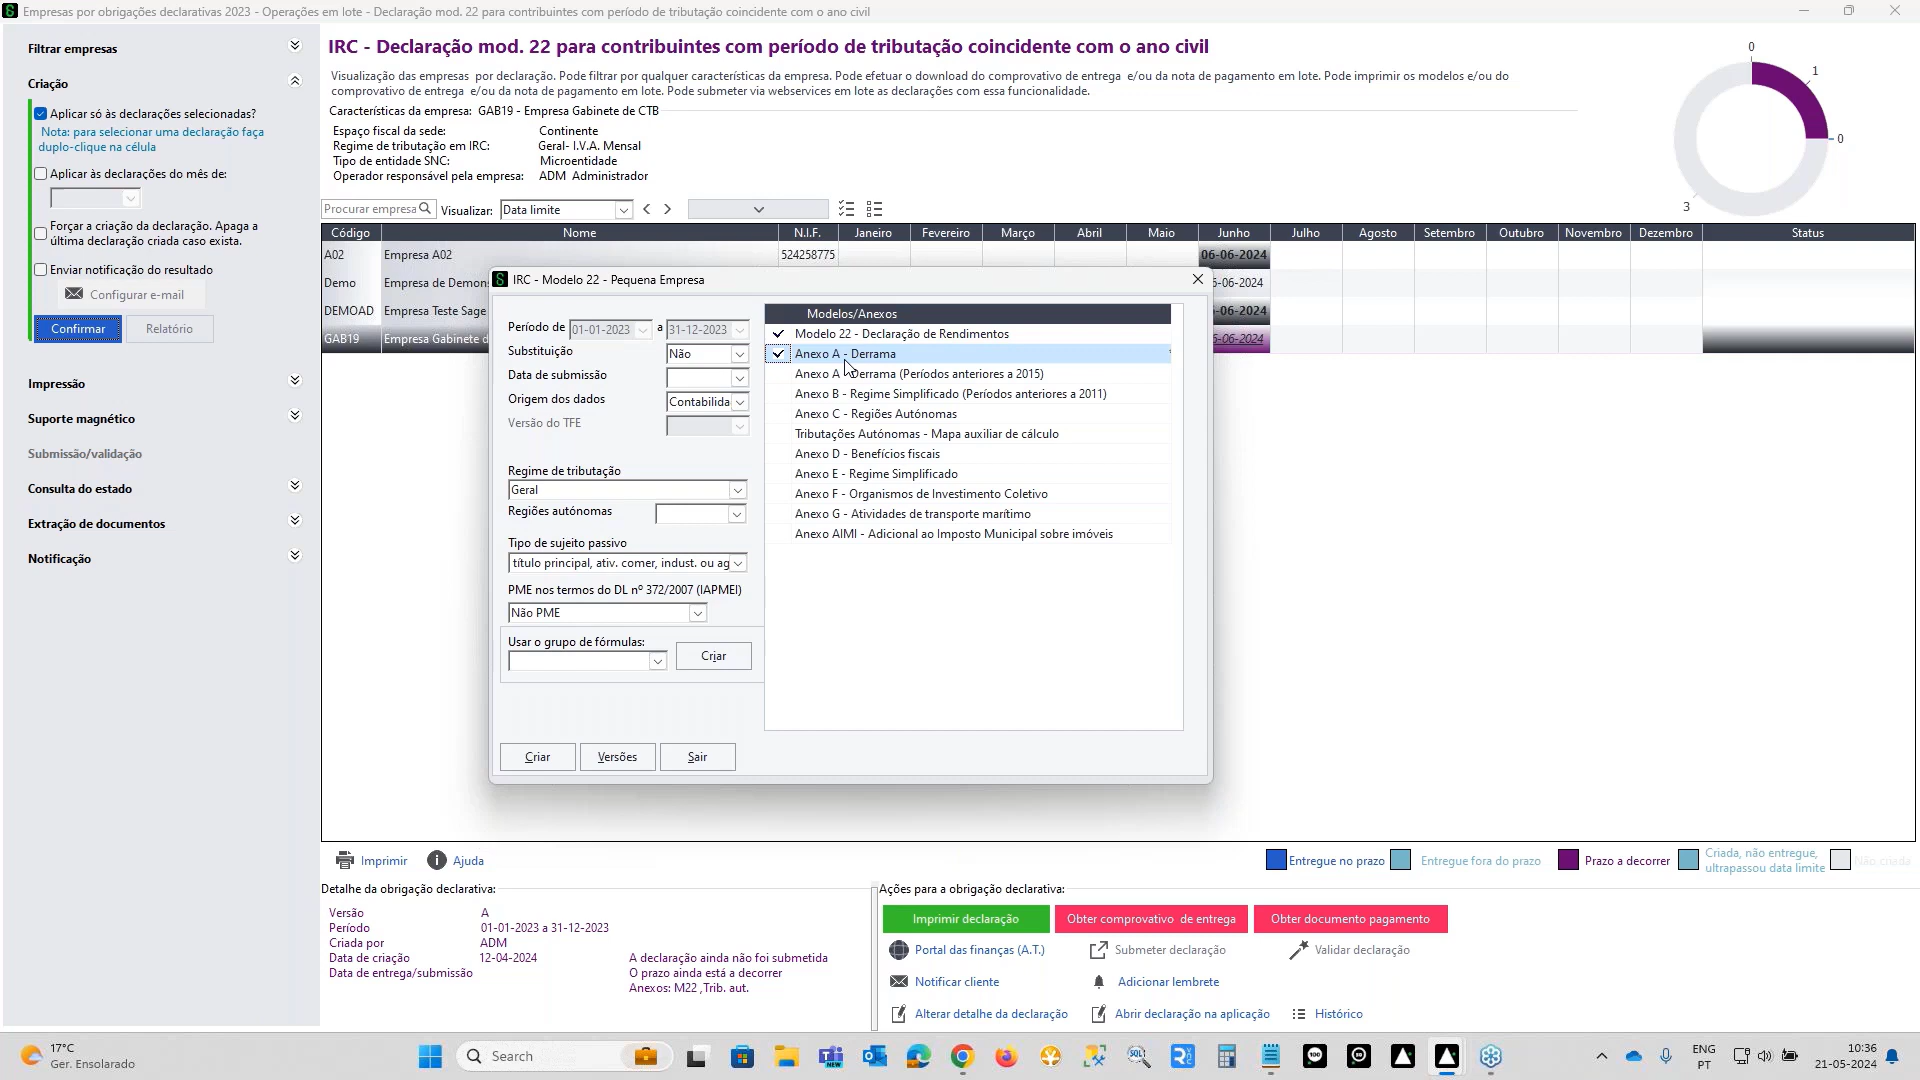 Empresas por obrigações declarativas 2023 - Operações em lote - Declaração mod. 22 para contribuintes com período de tributação coincidente com o ano civil
Filtrar empresas
Criação
Aplicar só às declarações selecionadas?
Nota: para selecionar uma declaração faça
duplo-clique na célula
Aplicar às declarações do mês de:
Forçar a criação da declaração. Apaga a
última declaração criada caso exista.
Enviar notificação do resultado
Configurar e-mail
Confirmar
Relatório
Impressão
Suporte magnético
Submissão/validação
Consulta do estado
Extração de documentos
Notificação
IRC - Declaração mod. 22 para contribuintes com período de tributação coincidente com o ano civil
Visualização das empresas por declaração. Pode filtrar por qualquer características da empresa. Pode efetuar o download do comprovativo de entrega e/ou da nota de pagamento em lote. Pode imprimir os modelos e/ou do
comprovativo de entrega e/ou da nota de pagamento em lote. Pode submeter via webservices em lote as declarações com essa funcionalidade.
Características da empresa: GAB19 - Empresa Gabinete de CTB
Espaço fiscal da sede: Continente
Regime de tributação em IRC: Geral- I.V.A. Mensal
Tipo de entidade SNC: Microentidade
Operador responsável pela empresa: ADM Administrador
0
1
0
3
Procurar empresa
Visualizar: Data limite
Código Nome N.I.F. Janeiro Fevereiro Março Abril Maio Junho Julho Agosto Setembro Outubro Novembro Dezembro Status
A02 Empresa A02 524258775 06-06-2024
Demo Empresa de Demons 6-06-2024
DEMOAD Empresa Teste Sage 06-06-2024
GAB19 Empresa Gabinete d 6-06-2024
IRC - Modelo 22 - Pequena Empresa
Período de 01-01-2023 a 31-12-2023
Substituição Não
Data de submissão
Origem dos dados Contabilida
Versão do TFE
Regime de tributação
Geral
Regiões autónomas
Tipo de sujeito passivo
título principal, ativ. comer, indust. ou ag
PME nos termos do DL nº 372/2007 (IAPMEI)
Não PME
Usar o grupo de fórmulas:
Criar
Criar
Versões
Sair
Modelos/Anexos
Modelo 22 - Declaração de Rendimentos
Anexo A - Derrama
Anexo A - Derrama (Períodos anteriores a 2015)
Anexo B - Regime Simplificado (Períodos anteriores a 2011)
Anexo C - Regiões Autónomas
Tributações Autónomas - Mapa auxiliar de cálculo
Anexo D - Benefícios fiscais
Anexo E - Regime Simplificado
Anexo F - Organismos de Investimento Coletivo
Anexo G - Atividades de transporte marítimo
Anexo AIMI - Adicional ao Imposto Municipal sobre imóveis
Imprimir
Ajuda
Entregue no prazo
Entregue fora do prazo
Prazo a decorrer
Criada, não entregue,
ultrapassou data limite
Não criada
Detalhe da obrigação declarativa:
Versão A
Período 01-01-2023 a 31-12-2023
Criada por ADM
Data de criação 12-04-2024
Data de entrega/submissão
A declaração ainda não foi submetida
O prazo ainda está a decorrer
Anexos: M22 ,Trib. aut.
Ações para a obrigação declarativa:
Imprimir declaração
Obter comprovativo de entrega
Obter documento pagamento
Portal das finanças (A.T.)
Submeter declaração
Validar declaração
Notificar cliente
Adicionar lembrete
Alterar detalhe da declaração
Abrir declaração na aplicação
Histórico
17°C
Ger. Ensolarado
Search
NEW
SQL
100
ENG
PT
10:36
21-05-2024